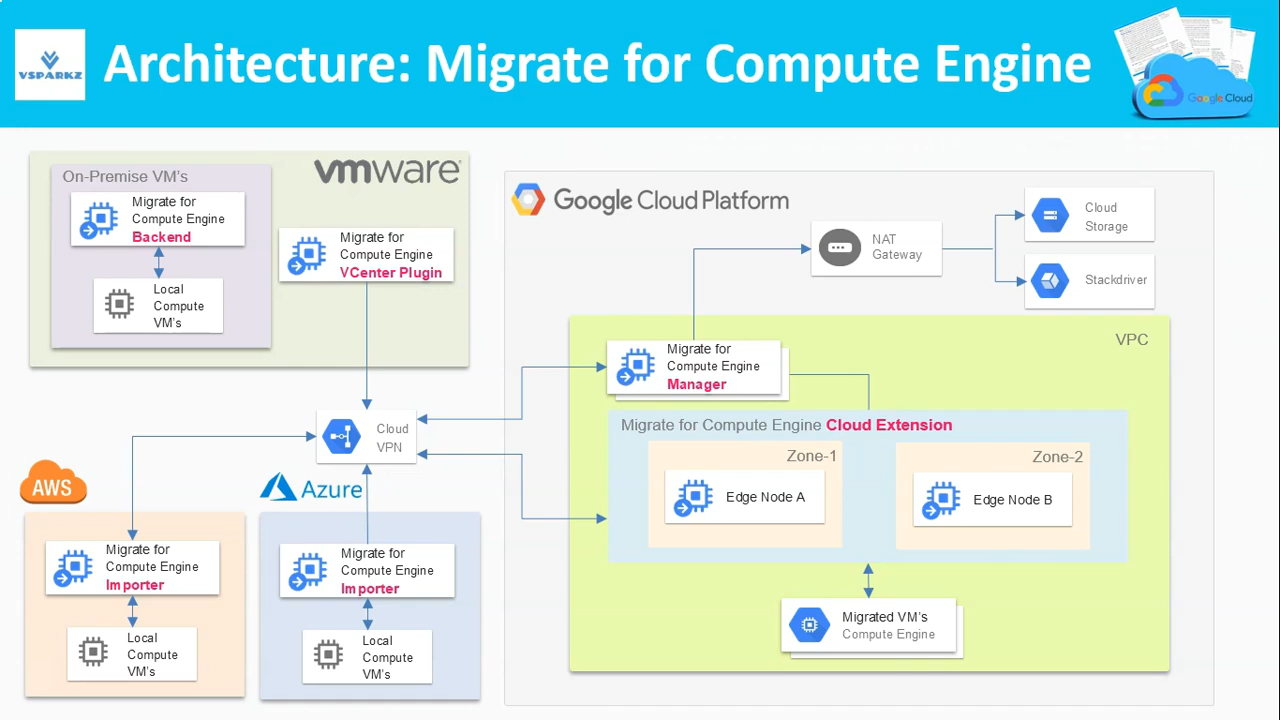 VSPARKZ
Architecture: Migrate for Compute Engine
Google Cloud
On-Premise VM's
vmware
Migrate for
Compute Engine
Backend
Local
Compute
VM's
Migrate for
Compute Engine
VCenter Plugin
Google Cloud Platform
NAT
Gateway
Cloud
Storage
Stackdriver
VPC
Migrate for
Compute Engine
Manager
Migrate for Compute Engine Cloud Extension
Zone-1
Edge Node A
Zone-2
Edge Node B
Migrated VM's
Compute Engine
Cloud
VPN
AWS
Migrate for
Compute Engine
Importer
Local
Compute
VM's
Azure
Migrate for
Compute Engine
Importer
Local
Compute
VM's